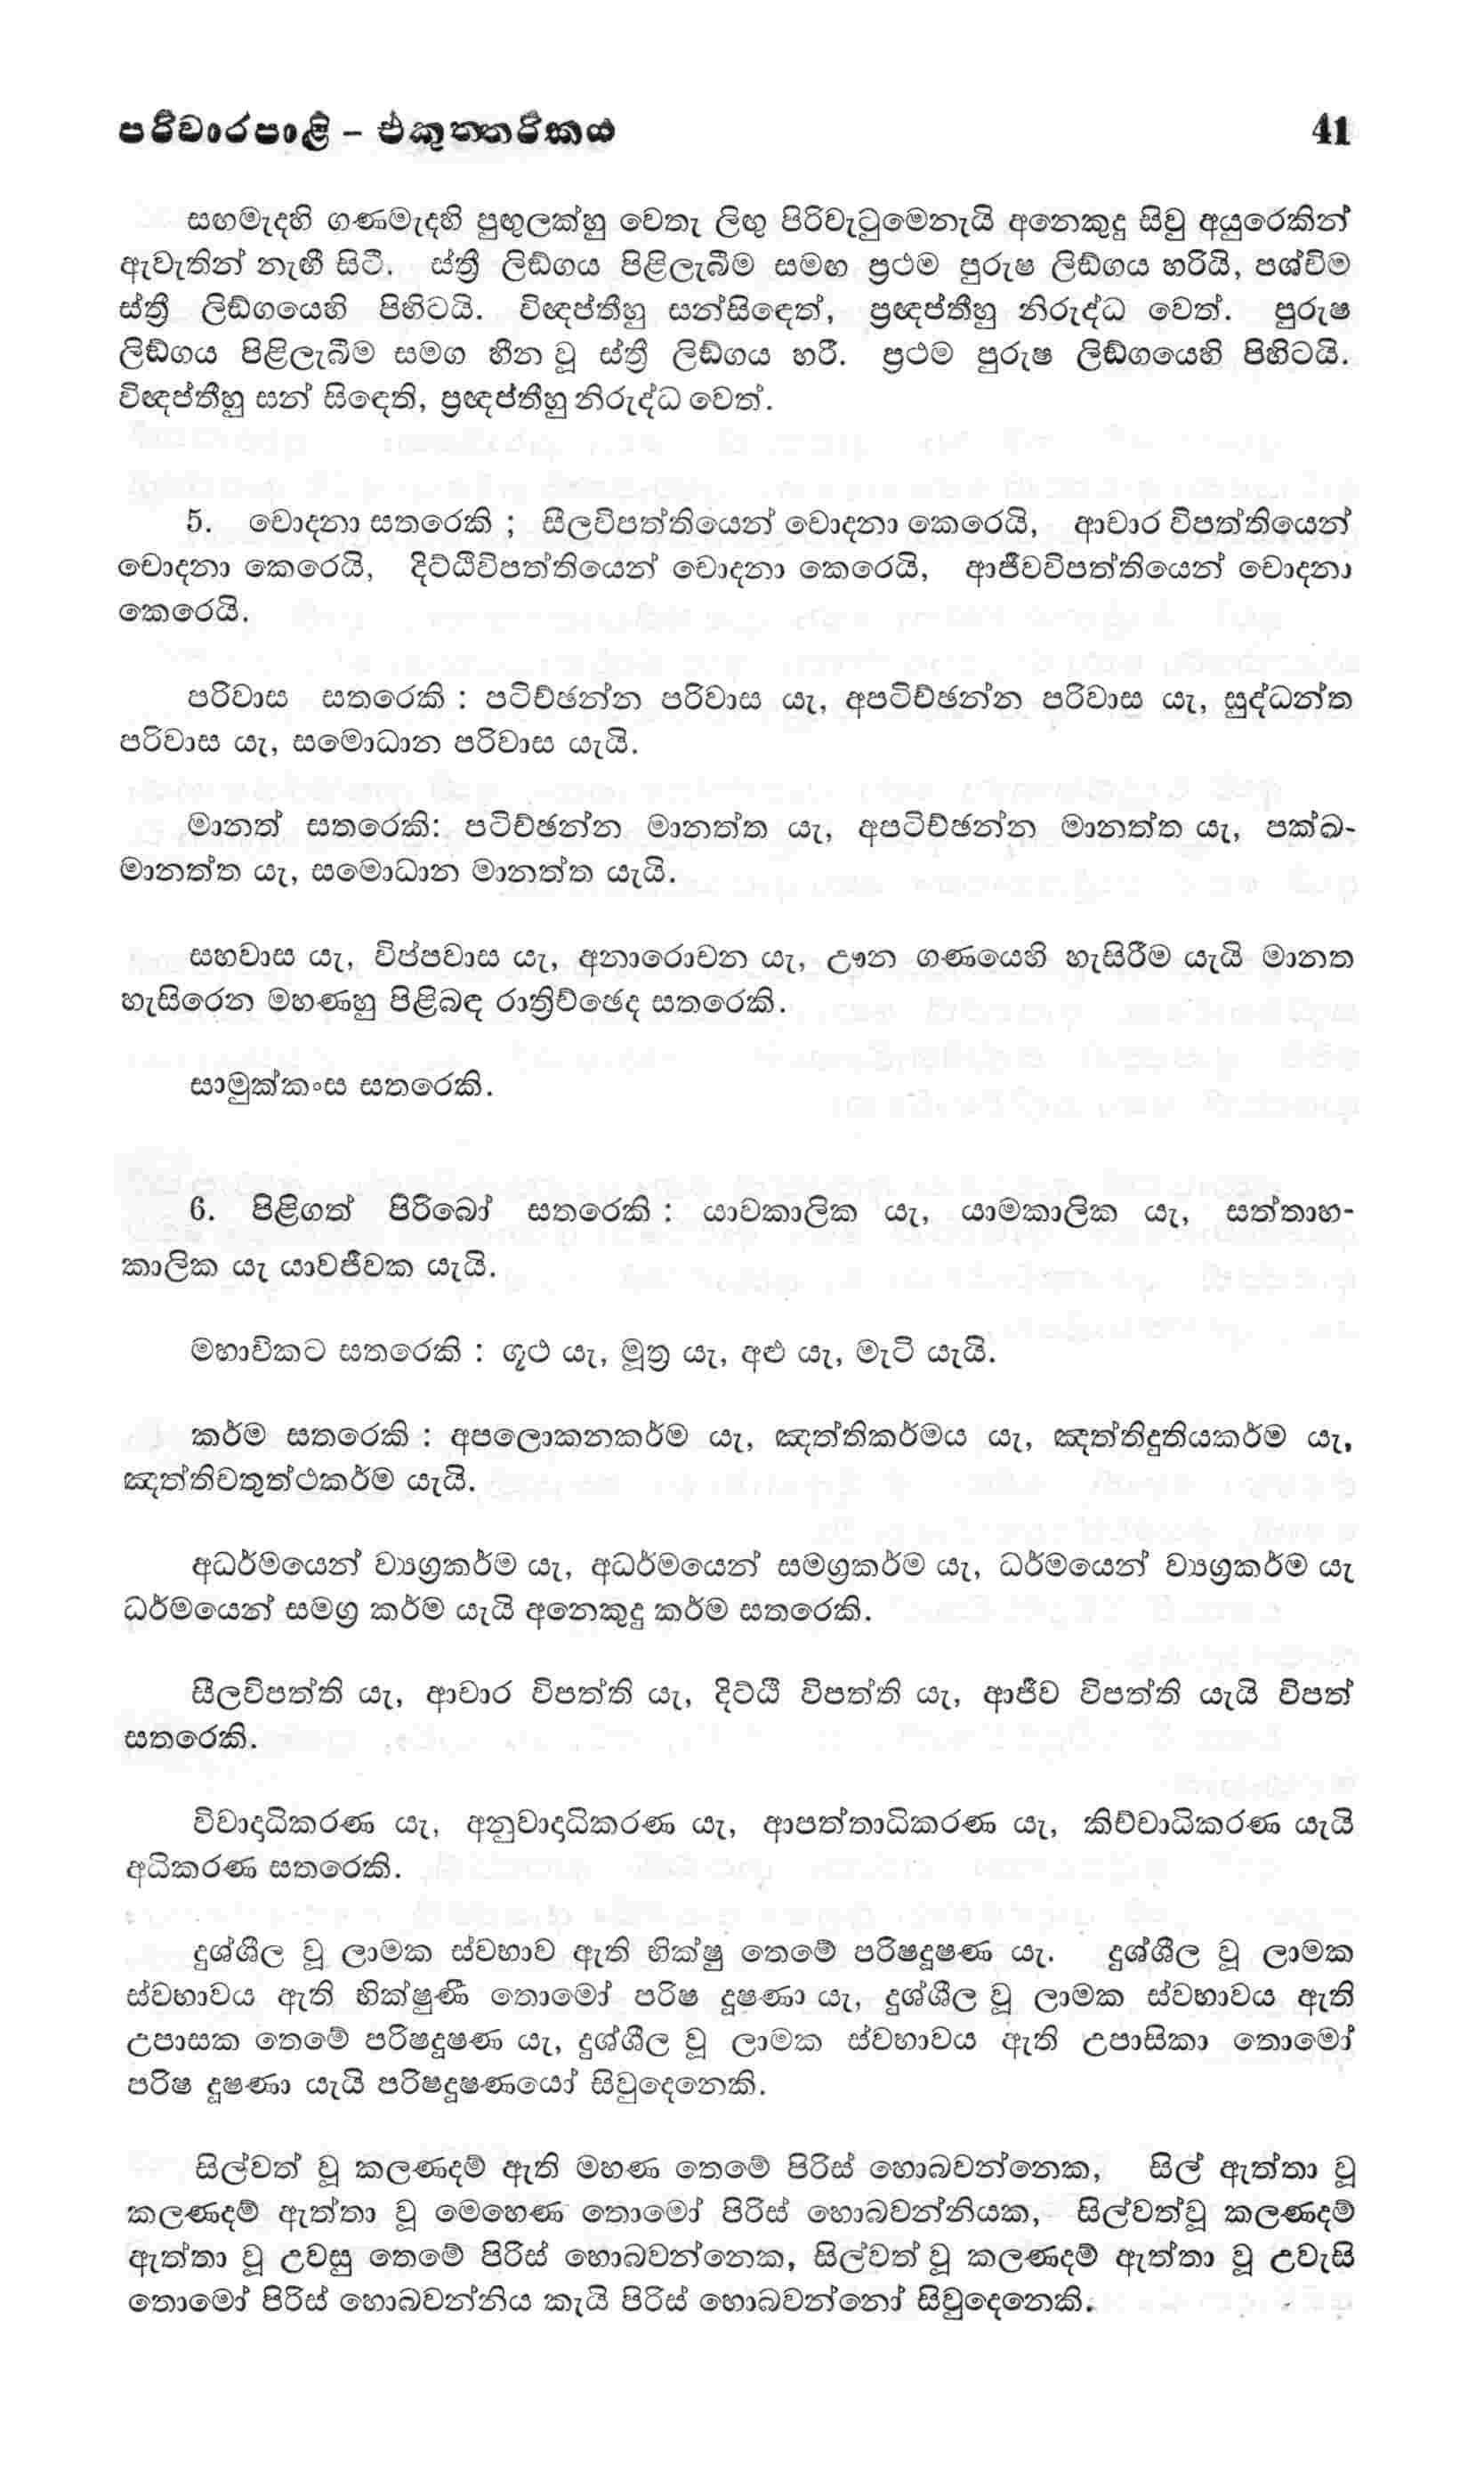 පරිවාරපාළි – එකුත්තරිකය 41
සඟමැදහි ගණමැදහි පුඟුලක්හු වෙතැ ලිඟු පිරිවැටුමෙනැයි අනෙකුදු සිවු අයුරෙකින්
ඇවැතින් නැඟී සිටී. ස්ත්‍රී ලිඞ්ගය පිළිලැබීම සමඟ ප්‍රථම පුරුෂ ලිඞ්ගය හරියි, පශ්චිම
ස්ත්‍රී ලිඞ්ගයෙහි පිහිටයි. විඥප්තීහු සන්සිඳෙත්, ප්‍රඥප්තීහු නිරුද්ධ වෙත්. පුරුෂ
ලිඞ්ගය පිළිලැබීම සමග හීන වූ ස්ත්‍රී ලිඞ්ගය හරී. ප්‍රථම පුරුෂ ලිඞ්ගයෙහි පිහිටයි.
විඥප්තීහු සන් සිඳෙති, ප්‍රඥප්තීහු නිරුද්ධ වෙත්.
5. චොදනා සතරෙකි ; සීලවිපත්තියෙන් චොදනා කෙරෙයි, ආචාර විපත්තියෙන්
චොදනා කෙරෙයි, දිට්ඨිවිපත්තියෙන් චොදනා කෙරෙයි, ආජීවවිපත්තියෙන් චොදනා
කෙරෙයි.
පරිවාස සතරෙකි : පටිච්ඡන්න පරිවාස යැ, අපටිච්ඡන්න පරිවාස යැ, සුද්ධන්ත
පරිවාස යැ, සමොධාන පරිවාස යැයි.
මානත් සතරෙකි: පටිච්ඡන්න මානත්ත යැ, අපටිච්ඡන්න මානත්ත යැ, පක්ඛ-
මානත්ත යැ, සමොධාන මානත්ත යැයි.
සහවාස යැ, විප්පවාස යැ, අනාරොචන යැ, ඌන ගණයෙහි හැසිරීම යැයි මානත
හැසිරෙන මහණහු පිළිබඳ රාත්‍රිච්ඡෙද සතරෙකි.
සාමුක්කංස සතරෙකි.
6. පිළිගත් පිරිබෝ සතරෙකි : යාවකාලික යැ, යාමකාලික යැ, සත්තාහ-
කාලික යැ යාවජීවක යැයි.
මහාවිකට සතරෙකි : ගූථ යැ, මූත්‍ර යැ, අළු යැ, මැටි යැයි.
කර්ම සතරෙකි : අපලොකනකර්ම යැ, ඤත්තිකර්මය යැ, ඤත්තිදුතියකර්ම යැ,
ඤත්තිචතුත්ථකර්ම යැයි.
අධර්මයෙන් ව්‍යග්‍රකර්ම යැ, අධර්මයෙන් සමග්‍රකර්ම යැ, ධර්මයෙන් ව්‍යග්‍රකර්ම යැ
ධර්මයෙන් සමග්‍ර කර්ම යැයි අනෙකුදු කර්ම සතරෙකි.
සීලවිපත්ති යැ, ආචාර විපත්ති යැ, දිට්ඨි විපත්ති යැ, ආජීව විපත්ති යැයි විපත්
සතරෙකි.
විවාදාධිකරණ යැ, අනුවාදාධිකරණ යැ, ආපත්තාධිකරණ යැ, කිච්චාධිකරණ යැයි
අධිකරණ සතරෙකි.
දුශ්ශීල වූ ලාමක ස්වභාව ඇති භික්ෂු තෙමේ පරිෂදූෂණ යැ. දුශ්ශීල වූ ලාමක
ස්වභාවය ඇති භික්ෂුණී තොමෝ පරිෂ දූෂණා යැ, දුශ්ශීල වූ ලාමක ස්වභාවය ඇති
උපාසක තෙමේ පරිෂදූෂණ යැ, දුශ්ශීල වූ ලාමක ස්වභාවය ඇති උපාසිකා තොමෝ
පරිෂ දූෂණා යැයි පරිෂදූෂණයෝ සිවුදෙනෙකි.
සිල්වත් වූ කලණදම් ඇති මහණ තෙමේ පිරිස් හොබවන්නෙක, සිල් ඇත්තා වූ
කලණදම් ඇත්තා වූ මෙහෙණ තොමෝ පිරිස් හොබවන්නියක, සිල්වත්වූ කලණදම්
ඇත්තා වූ උවසු තෙමේ පිරිස් හොබවන්නෙක, සිල්වත් වූ කලණදම් ඇත්තා වූ උවැසි
තොමෝ පිරිස් හොබවන්නිය කැයි පිරිස් හොබවන්නෝ සිවුදෙනෙකි.